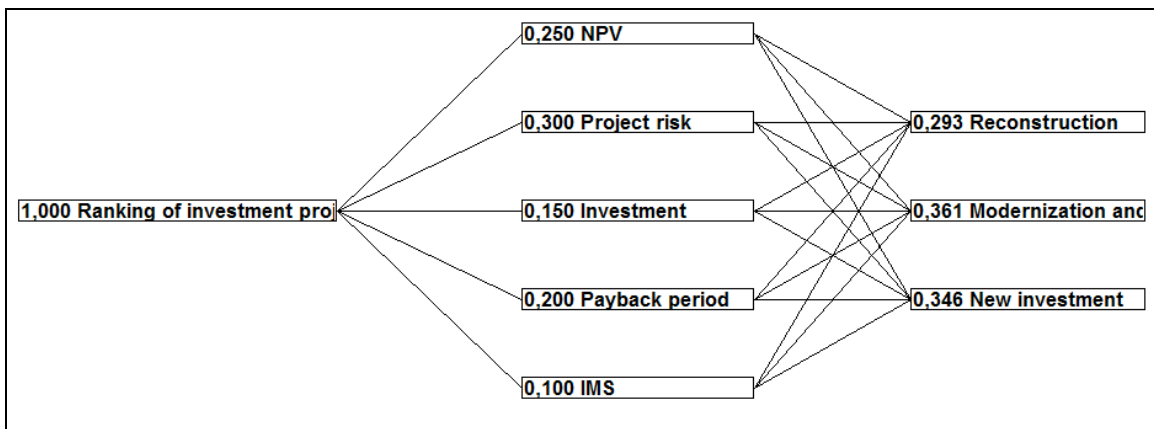 0,250 NPV
0,300 Project risk
0,150 Investment
0,200 Payback period
0,100 IMS
1,000 Ranking of investment proj
0,293 Reconstruction
0,361 Modernization and
0,346 New investment